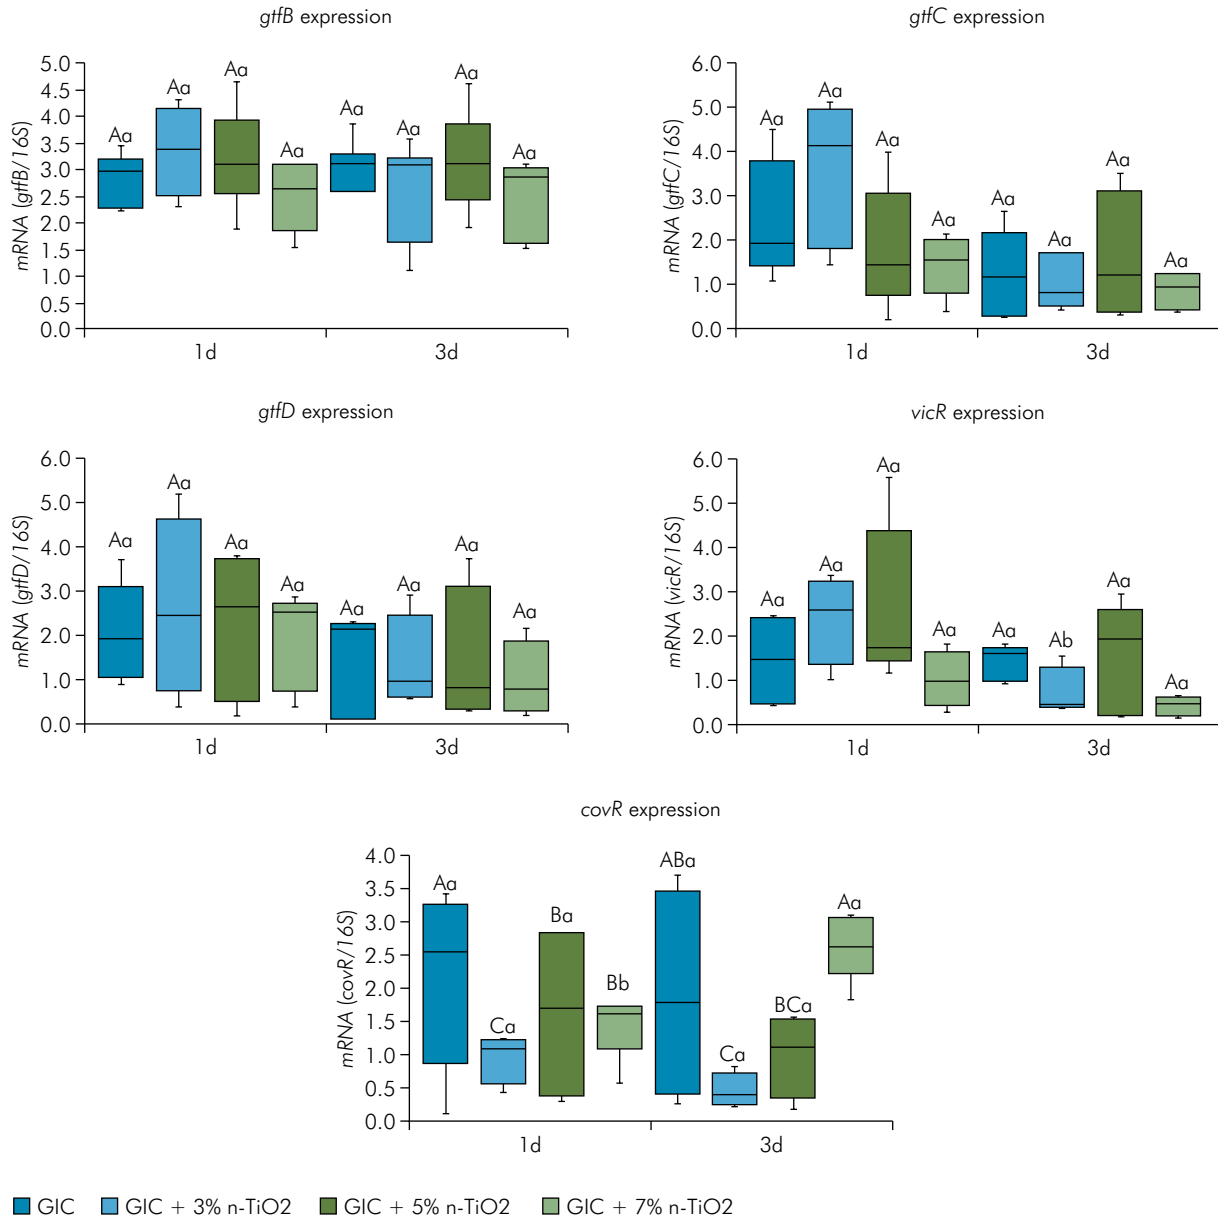 gtfB expression
mRNA (gtfB/16S)
5.0
4.5
4.0
3.5
3.0
2.5
2.0
1.5
1.0
0.5
0.0
Aa Aa Aa Aa Aa Aa Aa Aa
1d 3d
gtfC expression
mRNA (gtfC/16S)
6.0
5.0
4.0
3.0
2.0
1.0
0.0
Aa Aa Aa Aa Aa Aa Aa Aa
1d 3d
gtfD expression
mRNA (gtfD/16S)
6.0
5.0
4.0
3.0
2.0
1.0
0.0
Aa Aa Aa Aa Aa Aa Aa Aa
1d 3d
vicR expression
mRNA (vicR/16S)
6.0
5.0
4.0
3.0
2.0
1.0
0.0
Aa Aa Aa Aa Aa Ab Aa Aa
1d 3d
covR expression
mRNA (covR/16S)
4.0
3.5
3.0
2.5
2.0
1.5
1.0
0.5
0.0
Aa Ca Ba Bb ABa Ca BCa Aa
1d 3d
GIC GIC + 3% n-TiO2 GIC + 5% n-TiO2 GIC + 7% n-TiO2